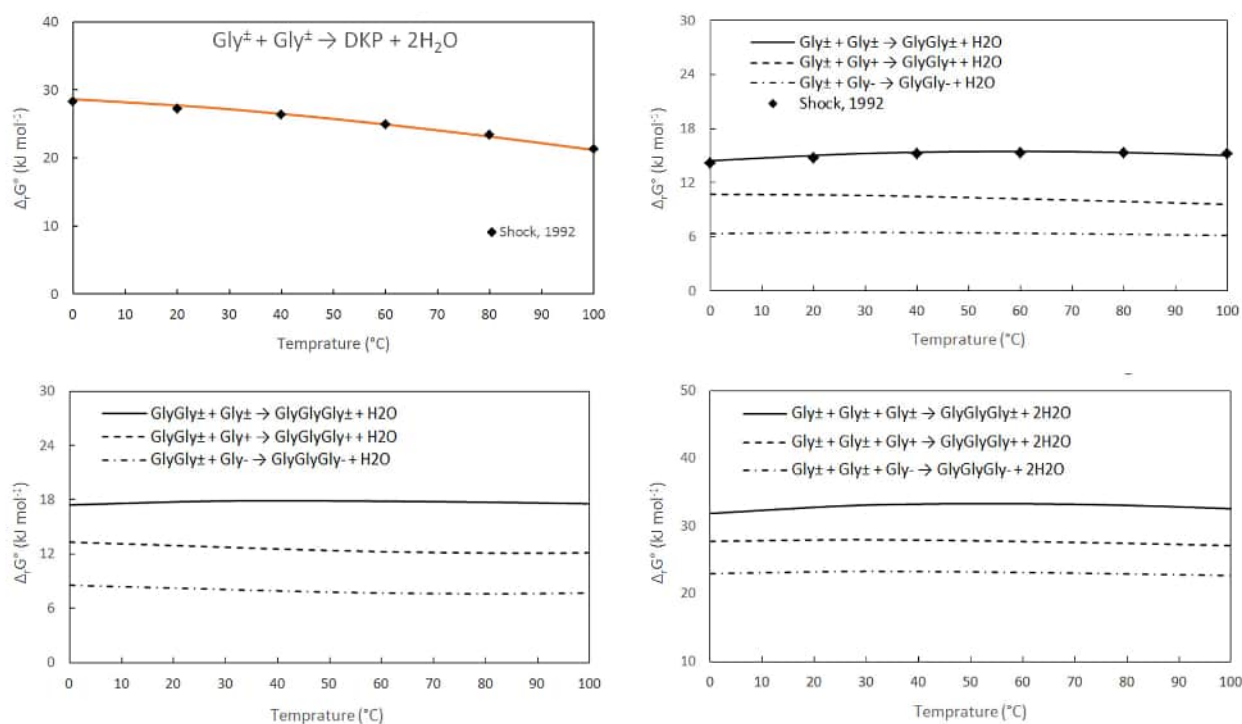 Gly± + Gly± → DKP + 2H₂O
40
30
20
10
0
ΔᵣG° (kJ mol⁻¹)
Shock, 1992
0 10 20 30 40 50 60 70 80 90 100
Temprature (°C)
Gly± + Gly± → GlyGly± + H2O
Gly± + Gly+ → GlyGly+ + H2O
Gly± + Gly- → GlyGly- + H2O
Shock, 1992
30
24
18
12
6
0
ΔᵣG° (kJ mol⁻¹)
0 10 20 30 40 50 60 70 80 90 100
Temprature (°C)
GlyGly± + Gly± → GlyGlyGly± + H2O
GlyGly± + Gly+ → GlyGlyGly+ + H2O
GlyGly± + Gly- → GlyGlyGly- + H2O
30
24
18
12
6
0
ΔᵣG° (kJ mol⁻¹)
0 10 20 30 40 50 60 70 80 90 100
Temprature (°C)
Gly± + Gly± + Gly± → GlyGlyGly± + 2H2O
Gly± + Gly± + Gly+ → GlyGlyGly+ + 2H2O
Gly± + Gly± + Gly- → GlyGlyGly- + 2H2O
50
40
30
20
10
ΔᵣG° (kJ mol⁻¹)
0 10 20 30 40 50 60 70 80 90 100
Temprature (°C)